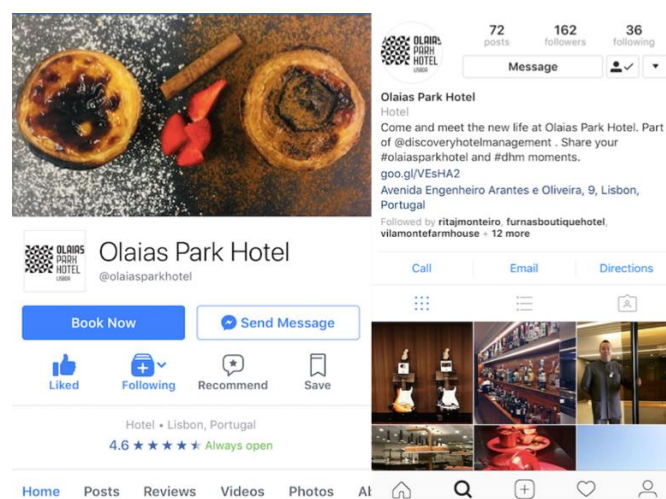 OLAIAS
PARK
HOTEL
LISBOA
Olaias Park Hotel
@olaiasparkhotel
Book Now
Send Message
Liked
Following
Recommend
Save
Hotel • Lisbon, Portugal
4.6 ★★★★★ Always open
Home Posts Reviews Videos Photos Ab
OLAIAS
PARK
HOTEL
LISBOA
72 162 36
posts followers following
Message
Olaias Park Hotel
Hotel
Come and meet the new life at Olaias Park Hotel. Part
of @discoveryhotelmanagement . Share your
#olaiasparkhotel and #dhm moments.
goo.gl/VEsHA2
Avenida Engenheiro Arantes e Oliveira, 9, Lisbon,
Portugal
Followed by ritajmonteiro, furnasboutiquehotel,
vilamontefarmhouse + 12 more
Call Email Directions